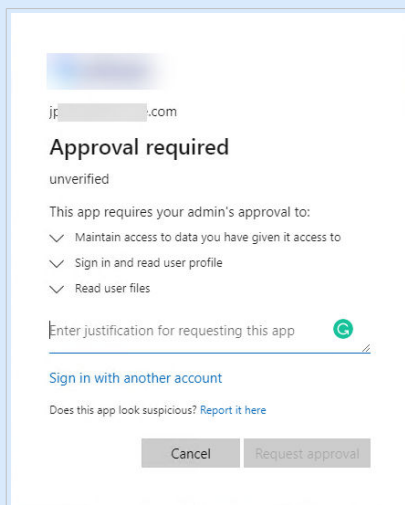 jp .com
Approval required
unverified
This app requires your admin's approval to:
Maintain access to data you have given it access to
Sign in and read user profile
Read user files
Enter justification for requesting this app
Sign in with another account
Does this app look suspicious? Report it here
Cancel Request approval